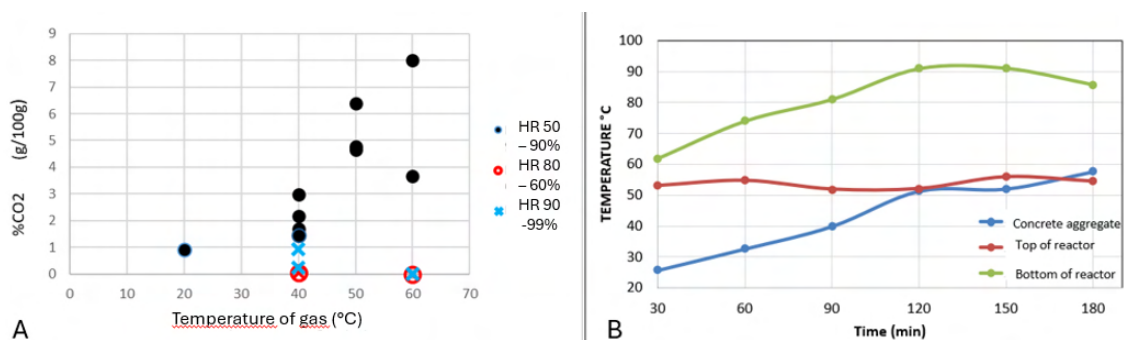 %CO2 (g/100g)
9
8
7
6
5
4
3
2
1
0
0 10 20 30 40 50 60 70
Temperature of gas (°C)
HR 50
– 90%
HR 80
– 60%
HR 90
-99%
A
TEMPERATURE °C
100
90
80
70
60
50
40
30
20
30 60 90 120 150 180
Time (min)
Concrete aggregate
Top of reactor
Bottom of reactor
B